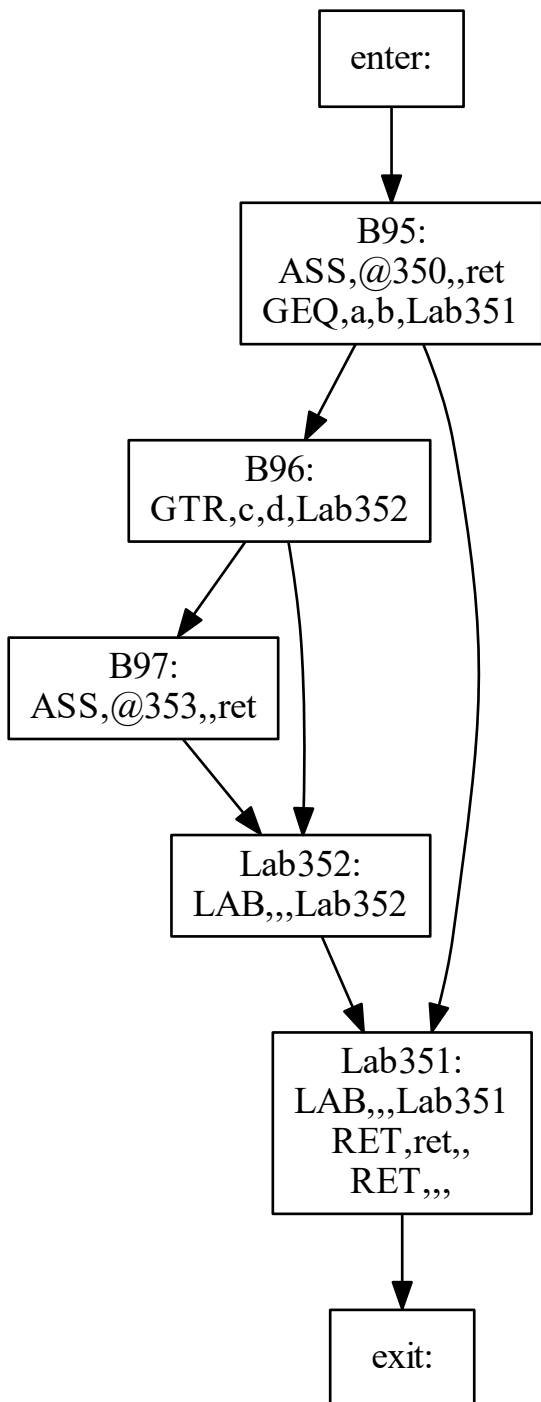 enter:
B95:
ASS,@350,,ret
GEQ,a,b,Lab351
B96:
GTR,c,d,Lab352
B97:
ASS,@353,,ret
Lab352:
LAB,,,Lab352
Lab351:
LAB,,,Lab351
RET,ret,,
RET,,,
exit: